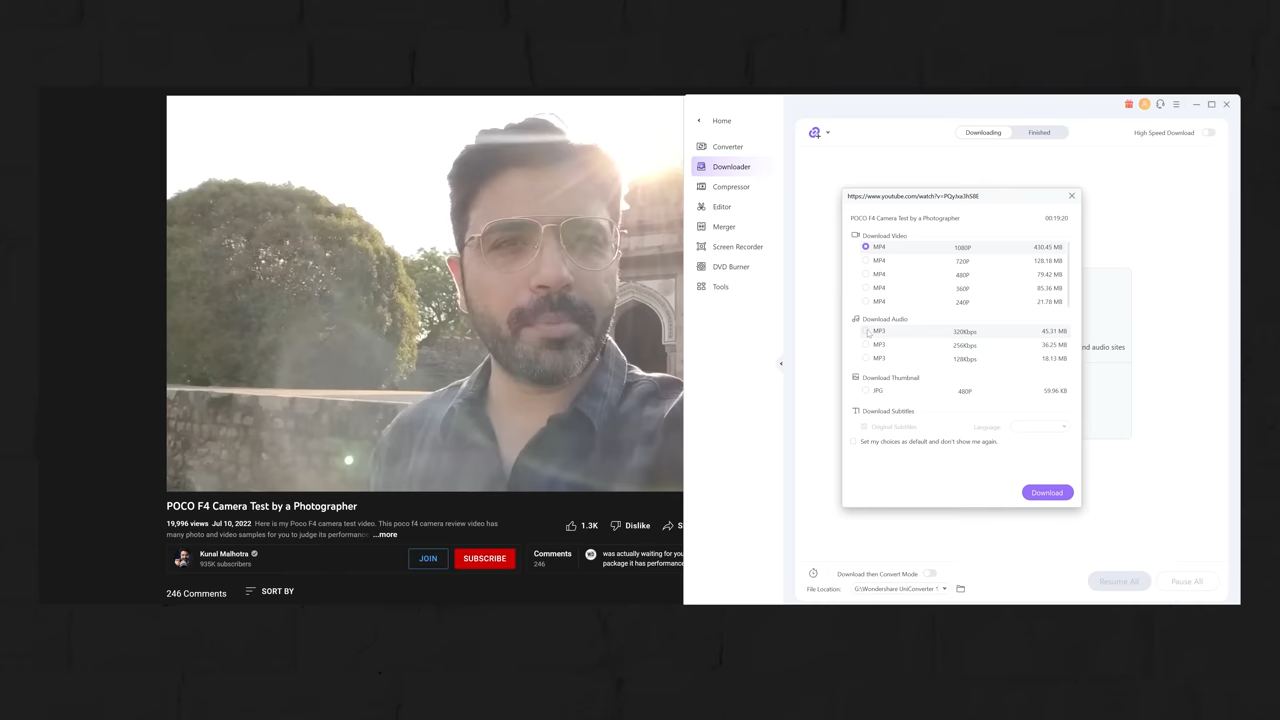 POCO F4 Camera Test by a Photographer
19,996 views Jul 10, 2022 Here is my Poco F4 camera test video. This poco f4 camera review video has
many photo and video samples for you to judge its performance ...more
1.3K
Dislike
S
Kunal Malhotra
935K subscribers
JOIN
SUBSCRIBE
Comments
246
was actually waiting for you
package it has performance
246 Comments
SORT BY
Home
Converter
Downloader
Compressor
Editor
Merger
Screen Recorder
DVD Burner
Tools
Downloading
Finished
High Speed Download
POCO F4 Camera Test by a Photographer
00:19:20
Download Video
MP4 1080P 430.45 MB
MP4 720P 128.18 MB
MP4 480P 79.42 MB
MP4 360P 85.36 MB
MP4 240P 21.78 MB
Download Audio
MP3 320Kbps 45.31 MB
MP3 256Kbps 36.25 MB
MP3 128Kbps 18.13 MB
Download Thumbnail
JPG 480P 59.96 KB
Download Subtitles
Original Subtitles
Language:
Set my choices as default and don't show me again.
Download
nd audio sites
Download then Convert Mode
File Location: G:\Wondershare UniConverter 1
Resume All
Pause All